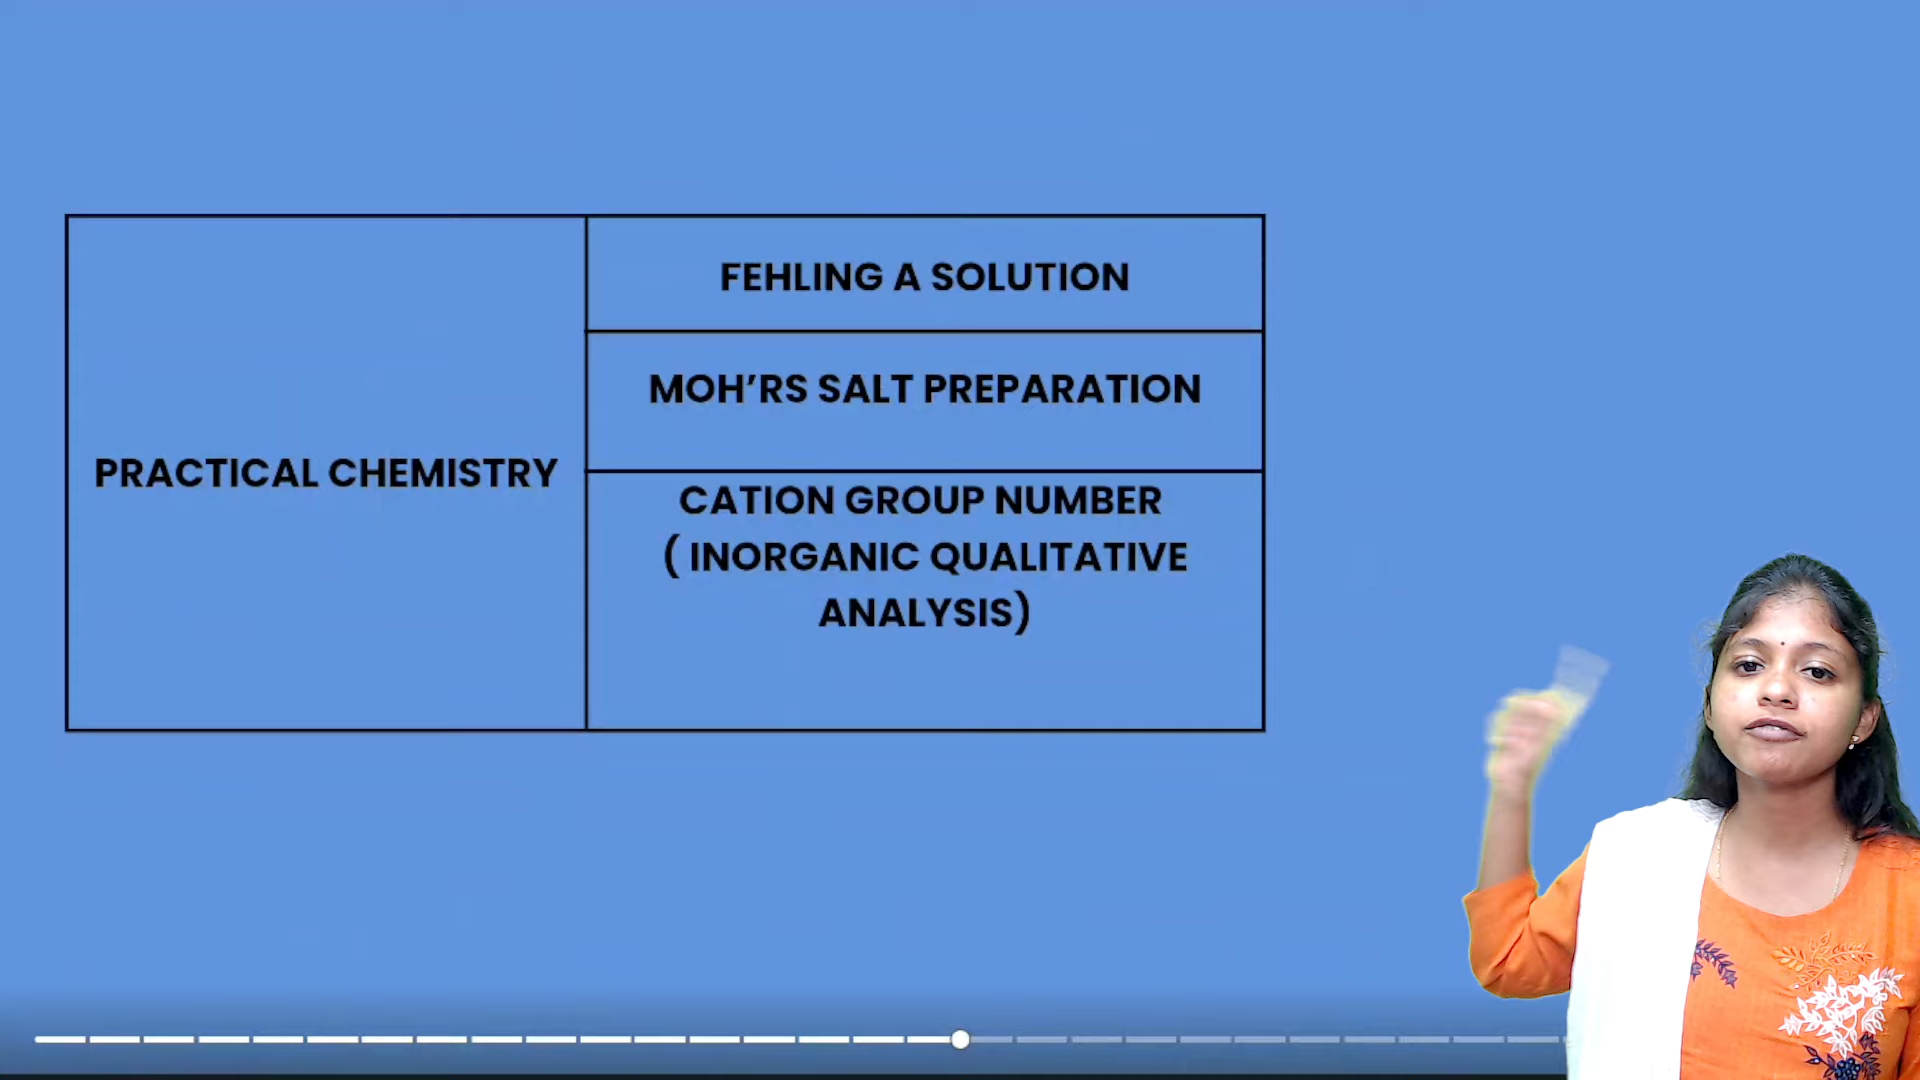 FEHLING A SOLUTION
MOH'RS SALT PREPARATION
PRACTICAL CHEMISTRY
CATION GROUP NUMBER
( INORGANIC QUALITATIVE
ANALYSIS)